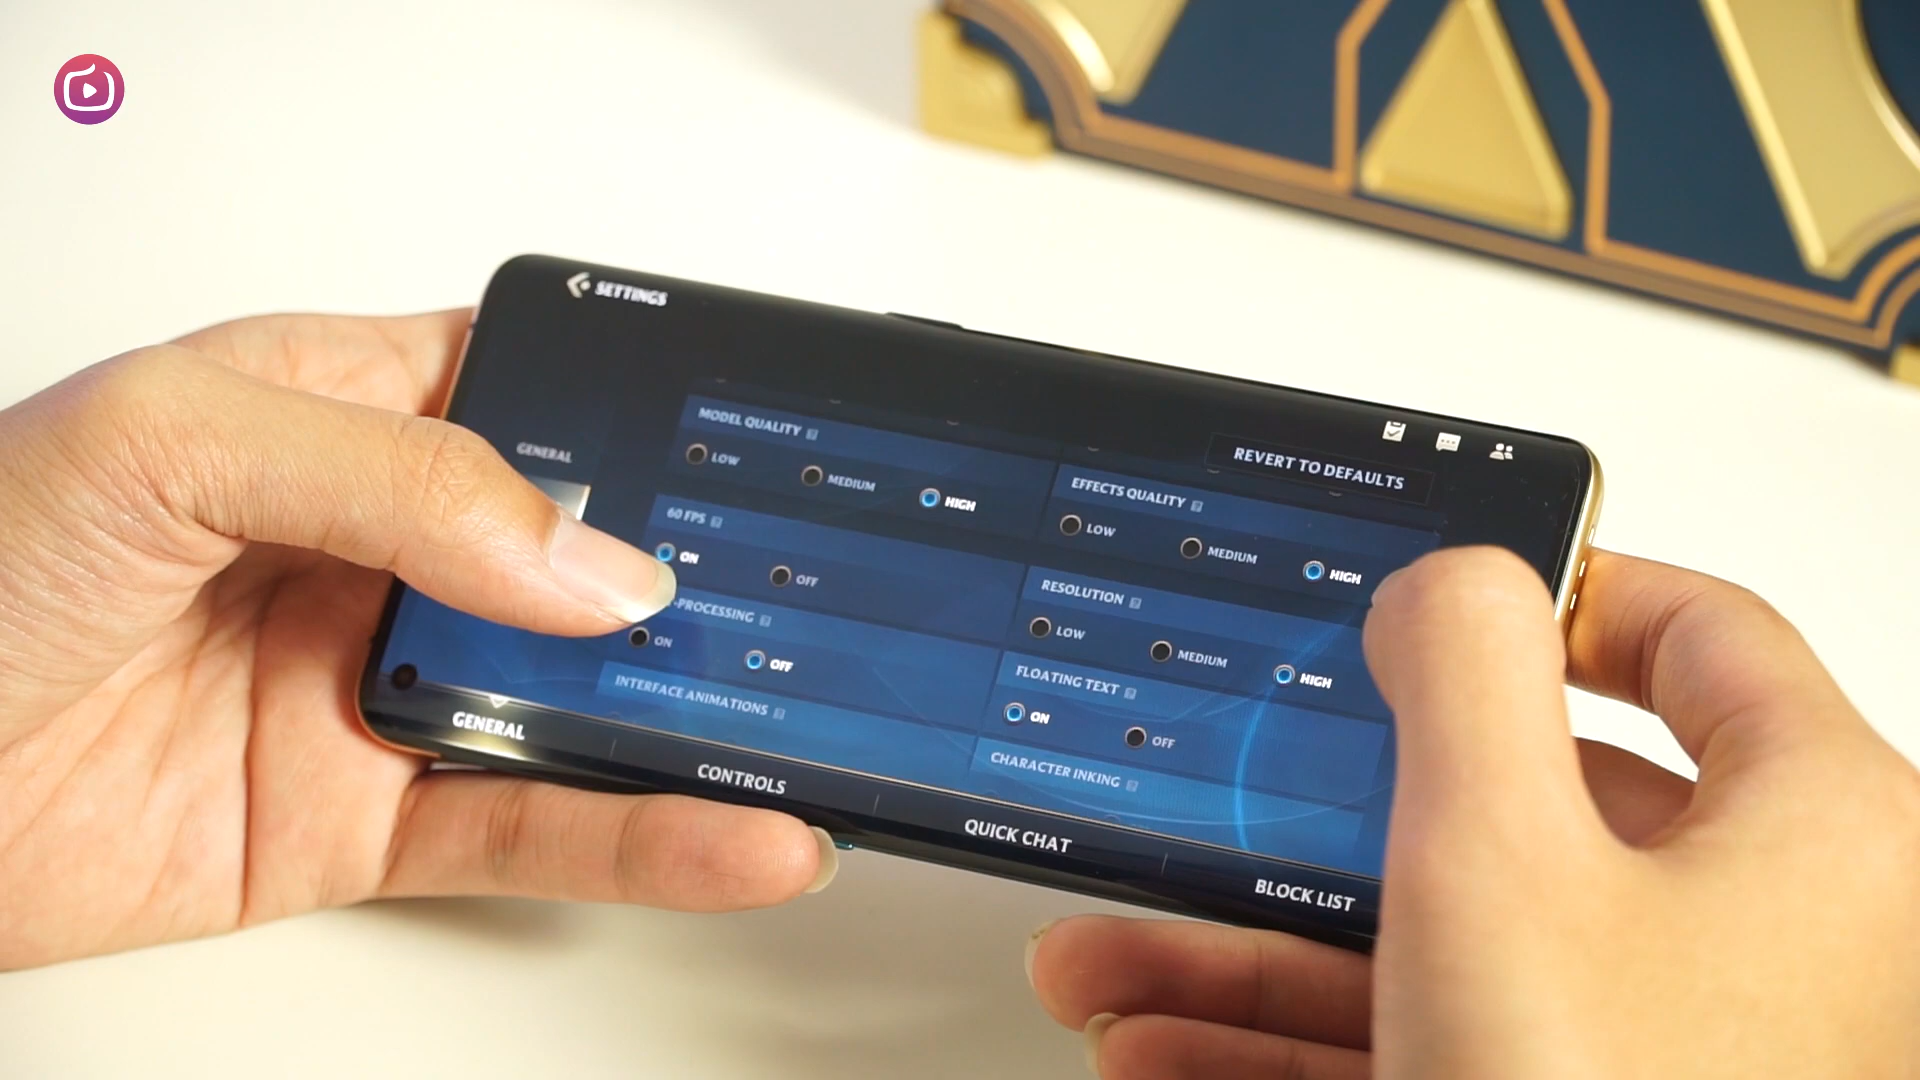 SETTINGS
GENERAL
REVERT TO DEFAULTS
MODEL QUALITY
LOW MEDIUM HIGH
EFFECTS QUALITY
LOW MEDIUM HIGH
60 FPS
ON OFF
RESOLUTION
LOW MEDIUM HIGH
-PROCESSING
ON OFF
FLOATING TEXT
ON OFF
INTERFACE ANIMATIONS
CHARACTER INKING
GENERAL
CONTROLS
QUICK CHAT
BLOCK LIST